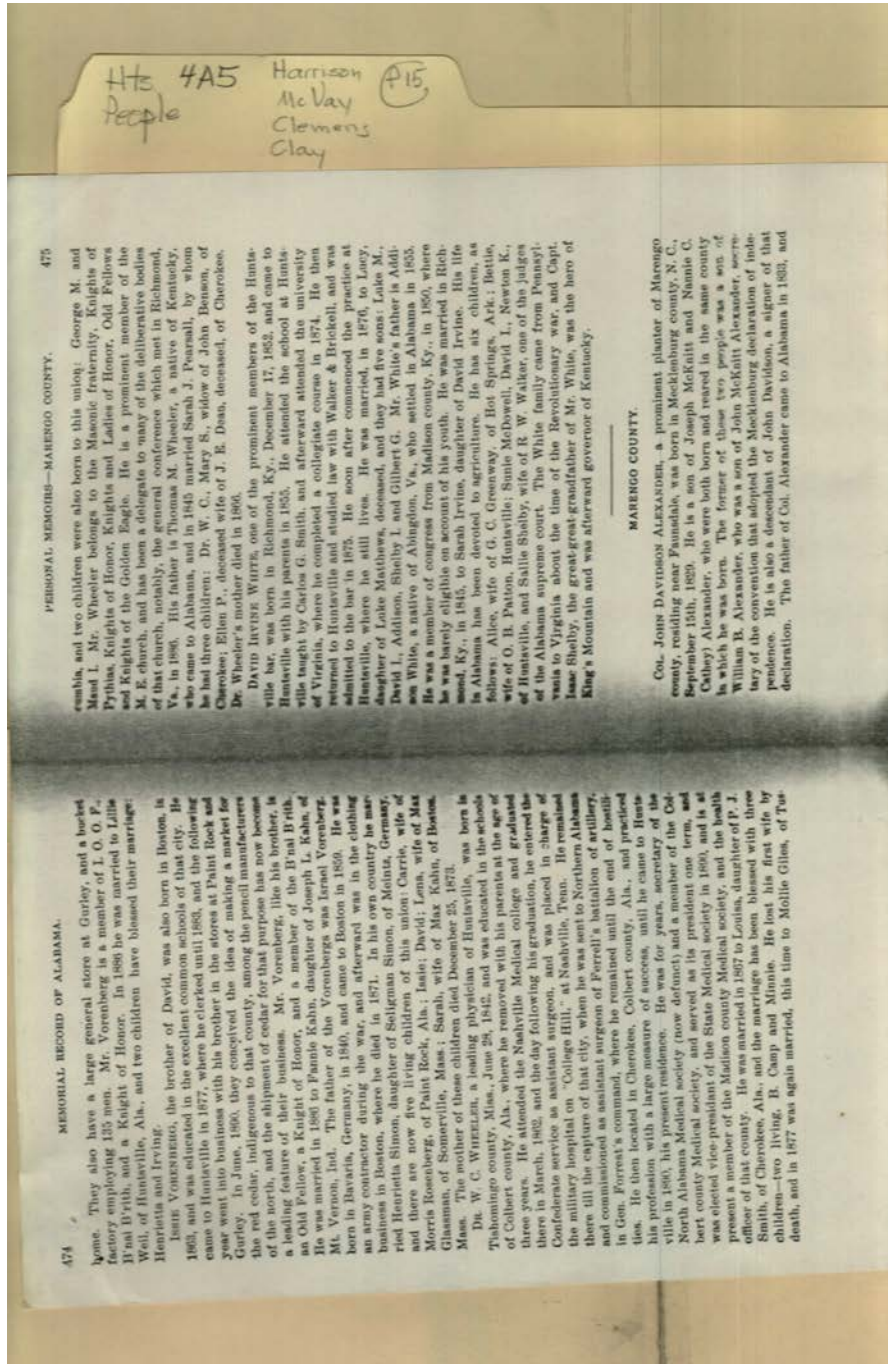 Hts 4A5
People
Harrison
McVay
Clemens
Clay
P15
474
MEMORIAL RECORD OF ALABAMA.
home. They also have a large general store at Gurley, and a bucket
factory employing 135 men. Mr. Vorenberg is a member of I. O. O. F.,
B'nai B'rith, and a Knight of Honor. In 1886 he was married to Lillie
Weil, of Huntsville, Ala., and two children have blessed their marriage:
Henrietta and Irving.
ISSIE VORENBERG, the brother of David, was also born in Boston, in
1863, and was educated in the excellent common schools of that city. He
came to Huntsville in 1877, where he clerked until 1883, and the following
year went into business with his brother in the stores at Paint Rock and
Gurley. In June, 1890, they conceived the idea of making a market for
the red cedar, indigenous to that county, among the pencil manufacturers
of the north, and the shipment of cedar for that purpose has now become
a leading feature of their business. Mr. Vorenberg, like his brother, is
an Odd Fellow, a Knight of Honor, and a member of the B'nai B'rith.
He was married in 1886 to Fannie Kahn, daughter of Joseph L. Kahn, of
Mt. Vernon, Ind. The father of the Vorenbergs was Israel Vorenberg,
born in Bavaria, Germany, in 1840, and came to Boston in 1859. He was
an army contractor during the war, and afterward was in the clothing
business in Boston, where he died in 1871. In his own country he mar-
ried Henrietta Simon, daughter of Seligman Simon, of Meintz, Germany,
and there are now five living children of this union: Carrie, wife of
Morris Rosenberg, of Paint Rock, Ala.; Issie; David; Lena, wife of Max
Glassman, of Somerville, Mass.; Sarah, wife of Max Kahn, of Boston,
Mass. The mother of these children died December 25, 1873.
DR. W. C. WHEELER, a leading physician of Huntsville, was born in
Tishomingo county, Miss., June 28, 1842, and was educated in the schools
of Colbert county, Ala., where he removed with his parents at the age of
three years. He attended the Nashville Medical college and graduated
there in March, 1862, and the day following his graduation, he entered the
Confederate service as assistant surgeon, and was placed in charge of
the military hospital on "College Hill," at Nashville, Tenn. He remained
there till the capture of that city, when he was sent to Northern Alabama
and commissioned as assistant surgeon of Ferrell's battalion of artillery,
in Gen. Forrest's command, where he remained until the end of hostili-
ties. He then located in Cherokee, Colbert county, Ala., and practiced
his profession with a large measure of success, until he came to Hunts-
ville in 1890, his present residence. He was for years, secretary of the
North Alabama Medical society (now defunct) and a member of the Col-
bert county Medical society, and served as its president one term, and
was elected vice-president of the State Medical society in 1890, and is at
present a member of the Madison county Medical society, and the health
officer of that county. He was married in 1867 to Louisa, daughter of P. J.
Smith, of Cherokee, Ala., and the marriage has been blessed with three
children—two living, B. Camp and Minnie. He lost his first wife by
death, and in 1877 was again married, this time to Mollie Giles, of Tus-
PERSONAL MEMOIRS—MARENGO COUNTY.
475
cumbia, and two children were also born to this union: George M. and
Maud I. Mr. Wheeler belongs to the Masonic fraternity, Knights of
Pythias, Knights of Honor, Knights and Ladies of Honor, Odd Fellows
and Knights of the Golden Eagle. He is a prominent member of the
M. E. church, and has been a delegate to many of the deliberative bodies
of that church, notably, the general conference which met in Richmond,
Va., in 1886. His father is Thomas M. Wheeler, a native of Kentucky,
who came to Alabama, and in 1845 married Sarah J. Pearsall, by whom
he had three children: Dr. W. C., Mary S., widow of John Benson, of
Cherokee; Ellen P., deceased wife of J. E. Dean, deceased, of Cherokee.
Dr. Wheeler's mother died in 1866.
DAVID IRVINE WHITE, one of the prominent members of the Hunts-
ville bar, was born in Richmond, Ky., December 17, 1852, and came to
Huntsville with his parents in 1855. He attended the school at Hunts-
ville taught by Carlos G. Smith, and afterward attended the university
of Virginia, where he completed a collegiate course in 1874. He then
returned to Huntsville and studied law with Walker & Brickell, and was
admitted to the bar in 1875. He soon after commenced the practice at
Huntsville, where he still lives. He was married, in 1876, to Lucy,
daughter of Luke Matthews, deceased, and they had five sons: Luke M.,
David I., Addison, Shelby I. and Gilbert G. Mr. White's father is Addi-
son White, a native of Abingdon, Va., who settled in Alabama in 1855.
He was a member of congress from Madison county, Ky., in 1850, where
he was barely eligible on account of his youth. He was married in Rich-
mond, Ky., in 1845, to Sarah Irvine, daughter of David Irvine. His life
in Alabama has been devoted to agriculture. He has six children, as
follows: Alice, wife of G. C. Greenway, of Hot Springs, Ark.; Bettie,
wife of O. B. Patton, Huntsville; Susie McDowell, David I., Newton K.,
of Huntsville, and Sallie Shelby, wife of R. W. Walker, one of the judges
of the Alabama supreme court. The White family came from Pennsyl-
vania to Virginia about the time of the Revolutionary war, and Capt.
Isaac Shelby, the great-great-grandfather of Mr. White, was the hero of
King's Mountain and was afterward governor of Kentucky.
MARENGO COUNTY.
COL. JOHN DAVIDSON ALEXANDER, a prominent planter of Marengo
county, residing near Faunsdale, was born in Mecklenburg county, N. C.,
September 15th, 1829. He is a son of Joseph McKnitt and Nannie C.
Cathey) Alexander, who were both born and reared in the same county
in which he was born. The former of these two people was a son of
William B. Alexander, who was a son of John McKnitt Alexander, secre-
tary of the convention that adopted the Mecklenburg declaration of inde-
pendence. He is also a descendant of John Davidson, a signer of that
declaration. The father of Col. Alexander came to Alabama in 1833, and